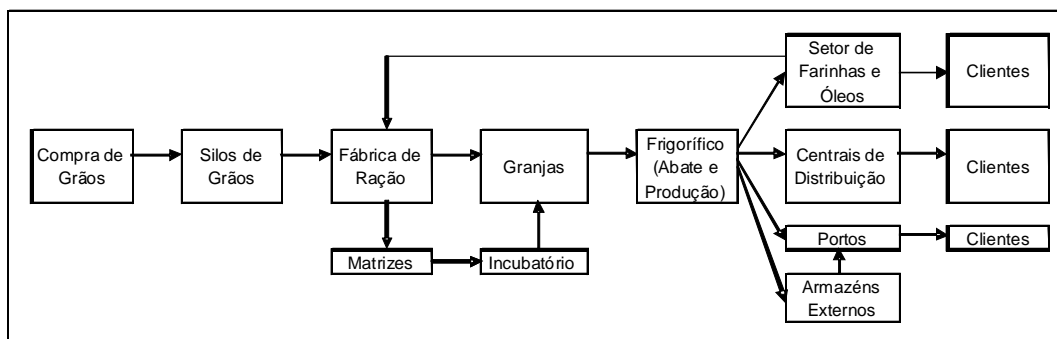 Setor de
Farinhas e
Óleos
Clientes
Compra de
Grãos
Silos de
Grãos
Fábrica de
Ração
Granjas
Frigorífico
(Abate e
Produção)
Centrais de
Distribuição
Clientes
Matrizes
Incubatório
Portos
Clientes
Armazéns
Externos